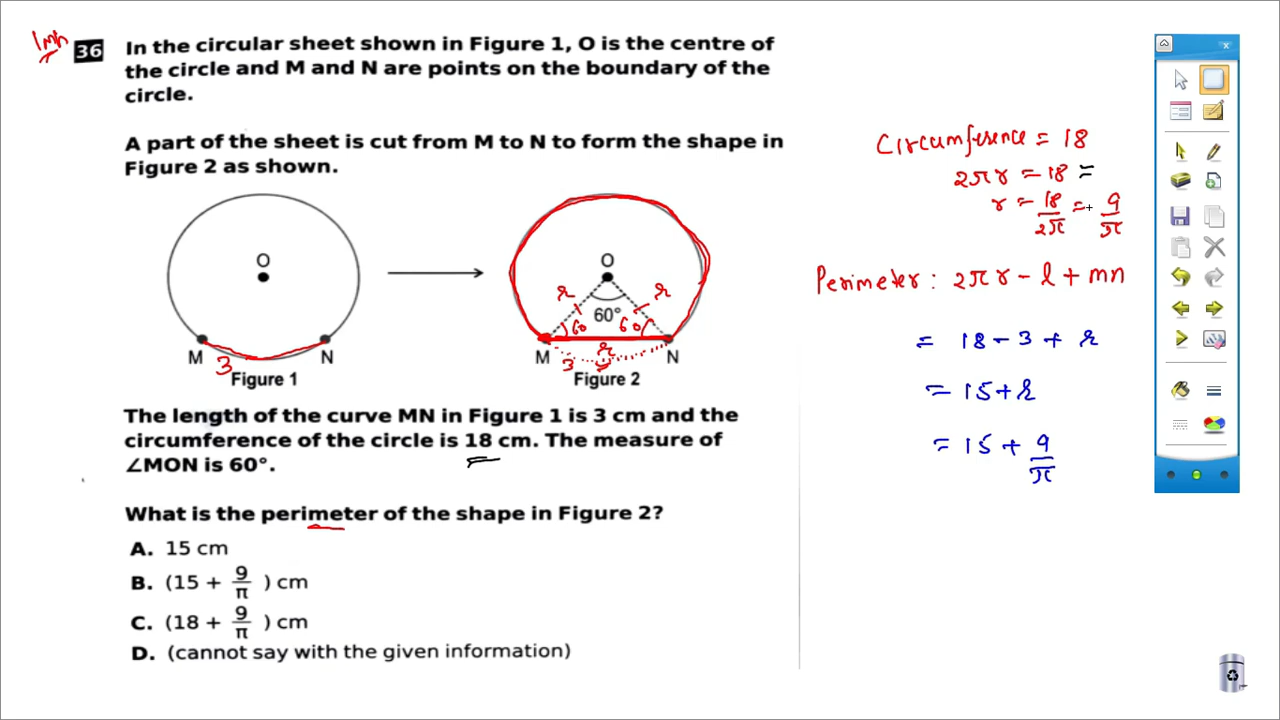 1mh
36 In the circular sheet shown in Figure 1, O is the centre of
the circle and M and N are points on the boundary of the
circle.
A part of the sheet is cut from M to N to form the shape in
Figure 2 as shown.
O
M
N
3
Figure 1
O
r
r
60°
60
60
M
N
r
3
Figure 2
The length of the curve MN in Figure 1 is 3 cm and the
circumference of the circle is 18 cm. The measure of
∠MON is 60°.
What is the perimeter of the shape in Figure 2?
A. 15 cm
B. (15 + 9/π ) cm
C. (18 + 9/π ) cm
D. (cannot say with the given information)
Circumference = 18
2πr = 18 =
r = 18/2π = 9/π
Perimeter: 2πr - l + mn
= 18 - 3 + r
= 15 + r
= 15 + 9/π